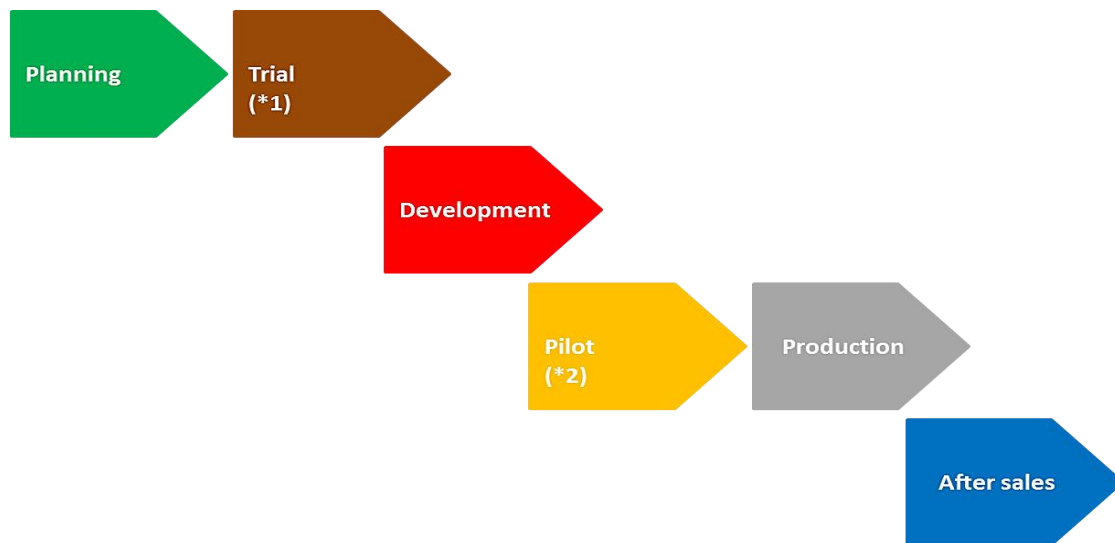 Planning
Trial
(*1)
Development
Pilot
(*2)
Production
After sales